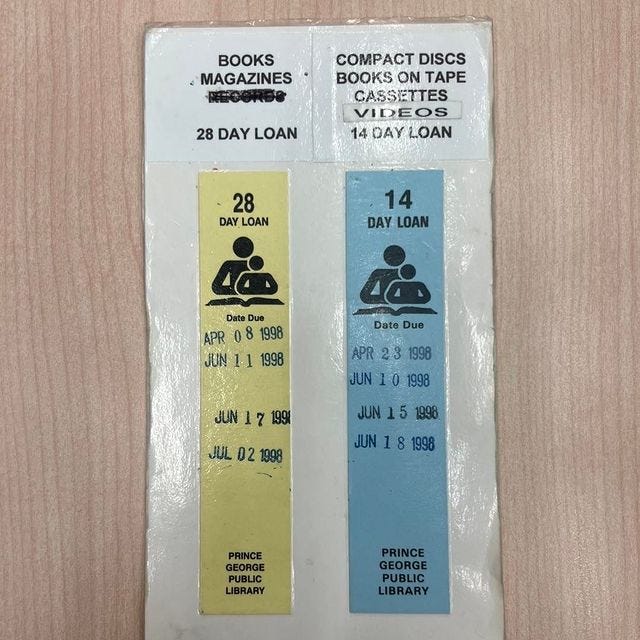 BOOKS
MAGAZINES
RECORDS
28 DAY LOAN
COMPACT DISCS
BOOKS ON TAPE
CASSETTES
VIDEOS
14 DAY LOAN
28
DAY LOAN
Date Due
APR 08 1998
JUN 11 1998
JUN 17 1998
JUL 02 1998
PRINCE
GEORGE
PUBLIC
LIBRARY
14
DAY LOAN
Date Due
APR 23 1998
JUN 10 1998
JUN 15 1998
JUN 18 1998
PRINCE
GEORGE
PUBLIC
LIBRARY